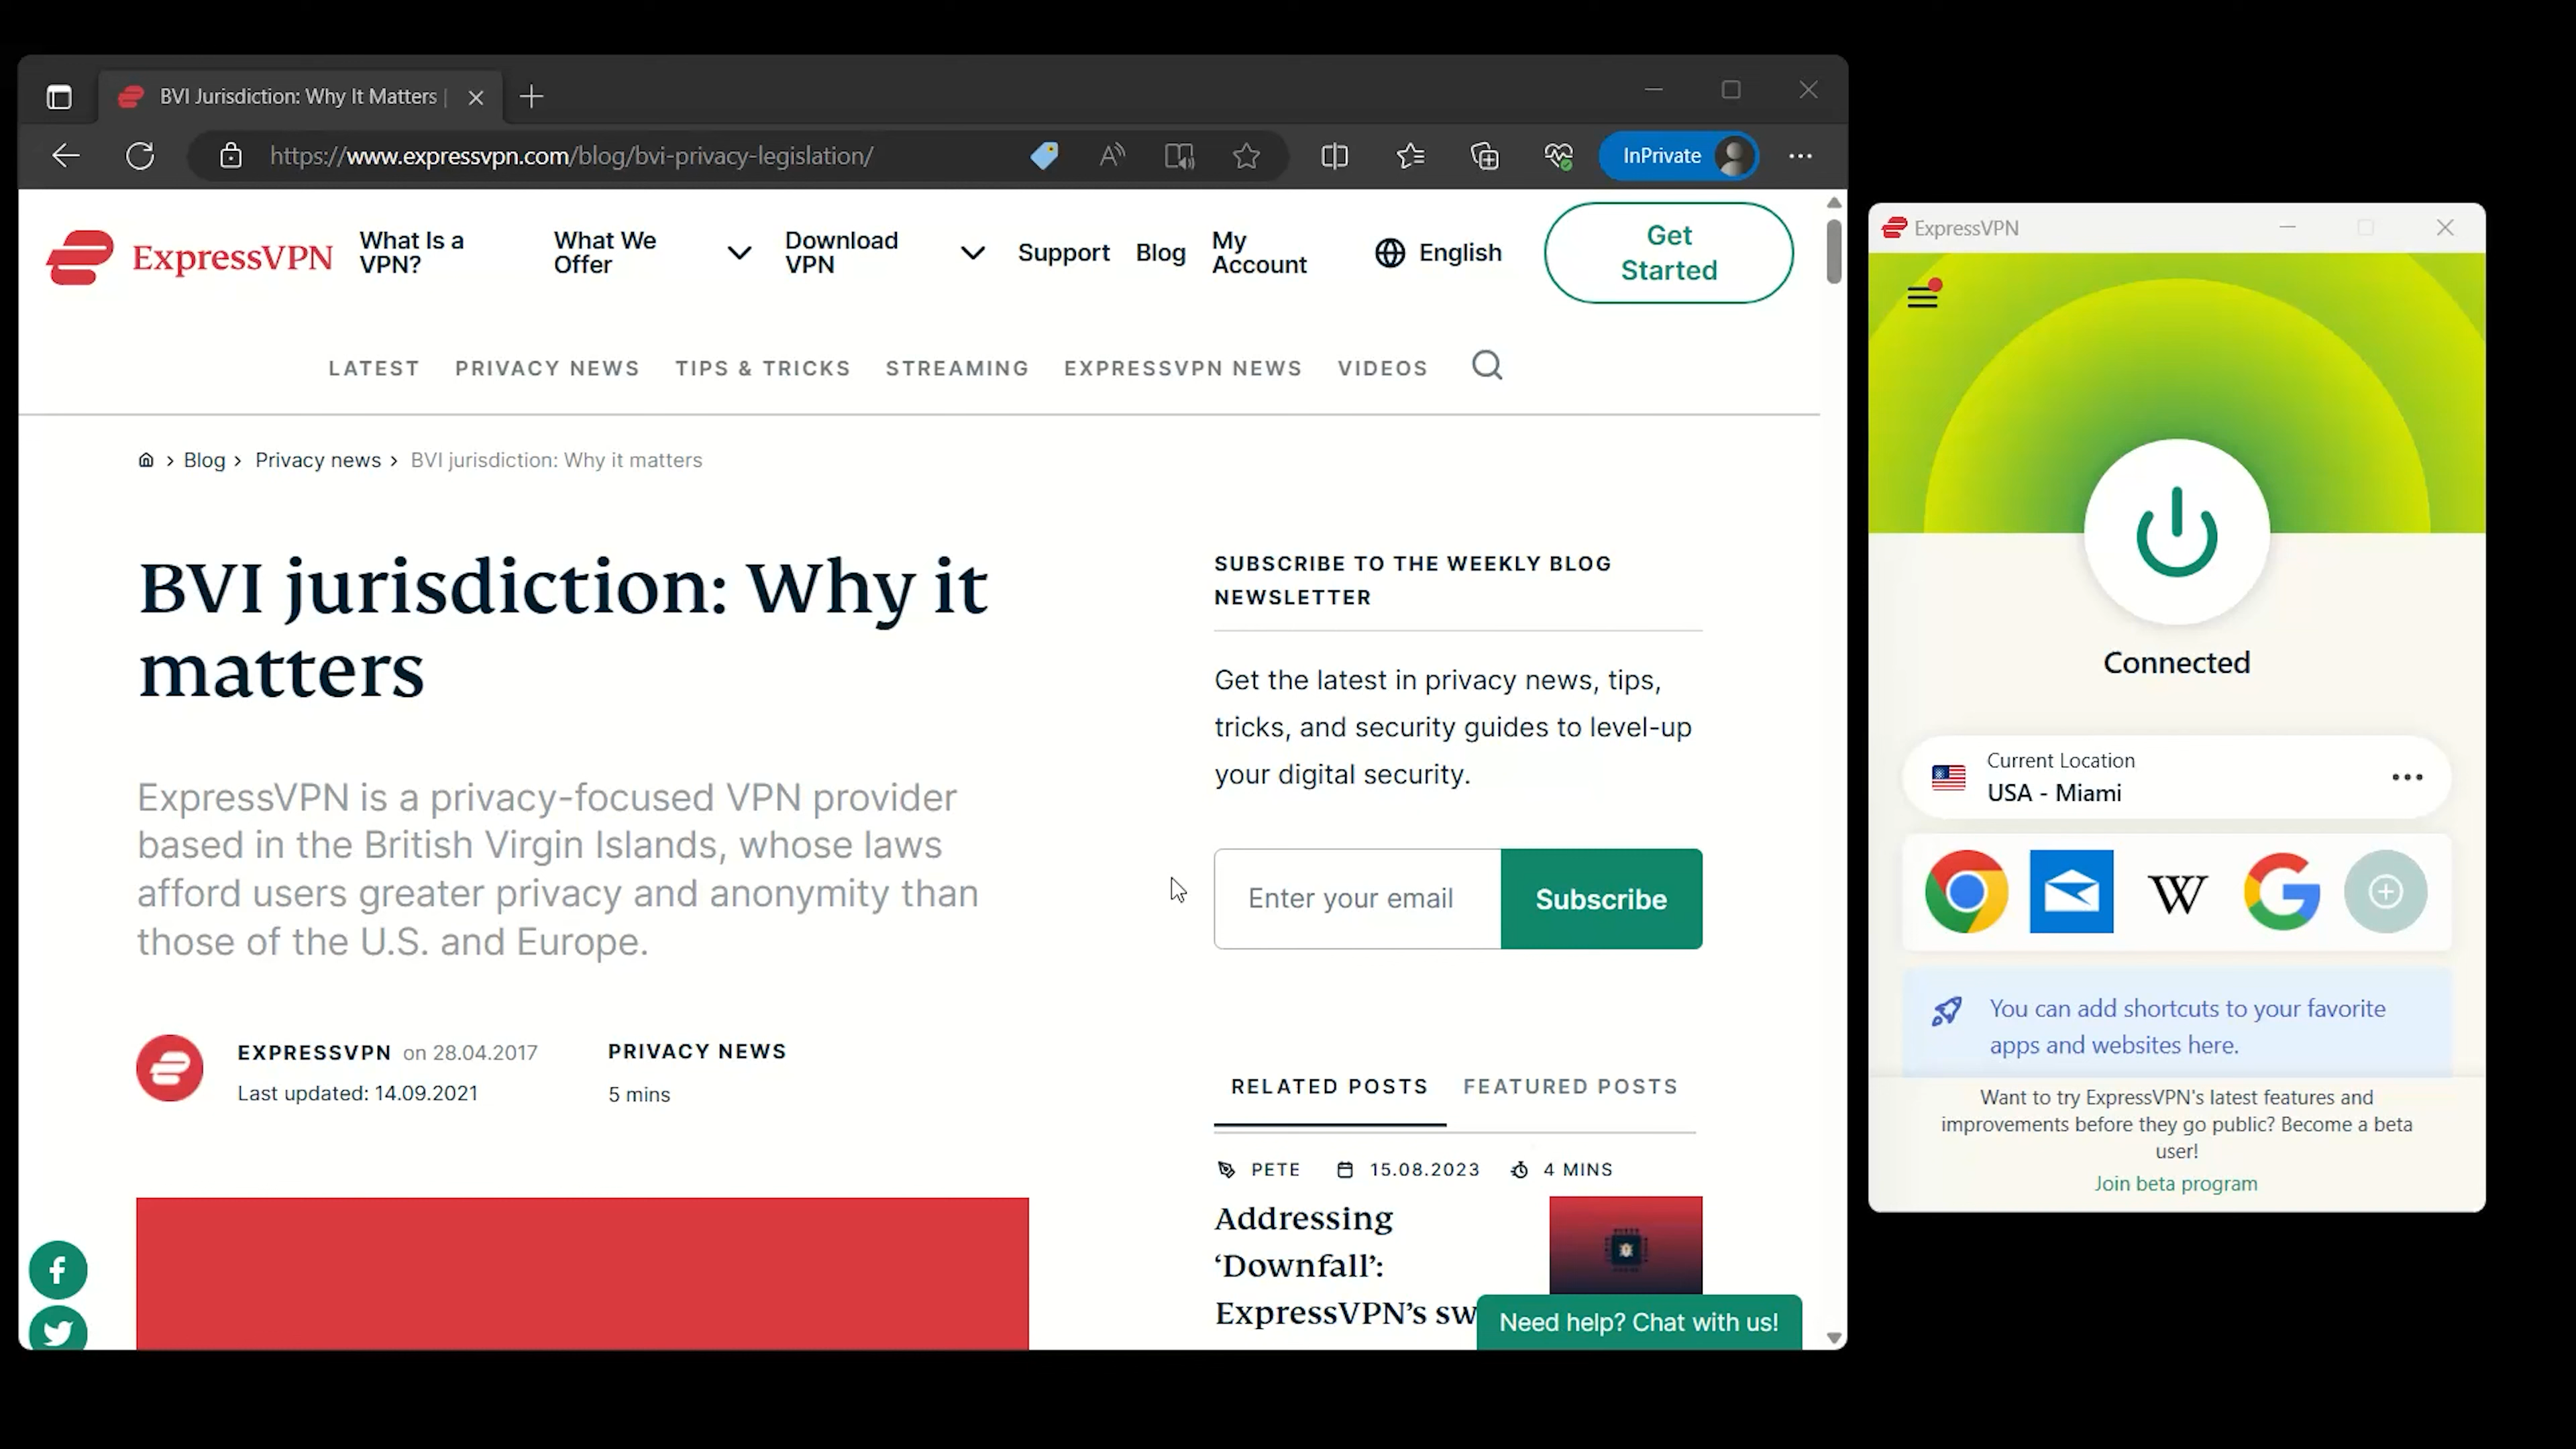 BVI Jurisdiction: Why It Matters |
https://www.expressvpn.com/blog/bvi-privacy-legislation/
InPrivate
ExpressVPN
What Is a
VPN?
What We
Offer
Download
VPN
Support
Blog
My
Account
English
Get
Started
LATEST
PRIVACY NEWS
TIPS & TRICKS
STREAMING
EXPRESSVPN NEWS
VIDEOS
Blog
Privacy news
BVI jurisdiction: Why it matters
BVI jurisdiction: Why it
matters
ExpressVPN is a privacy-focused VPN provider
based in the British Virgin Islands, whose laws
afford users greater privacy and anonymity than
those of the U.S. and Europe.
EXPRESSVPN on 28.04.2017
Last updated: 14.09.2021
PRIVACY NEWS
5 mins
SUBSCRIBE TO THE WEEKLY BLOG
NEWSLETTER
Get the latest in privacy news, tips,
tricks, and security guides to level-up
your digital security.
Enter your email
Subscribe
RELATED POSTS
FEATURED POSTS
PETE
15.08.2023
4 MINS
Addressing
‘Downfall’:
ExpressVPN’s sw
Need help? Chat with us!
ExpressVPN
Connected
Current Location
USA - Miami
You can add shortcuts to your favorite
apps and websites here.
Want to try ExpressVPN's latest features and
improvements before they go public? Become a beta
user!
Join beta program